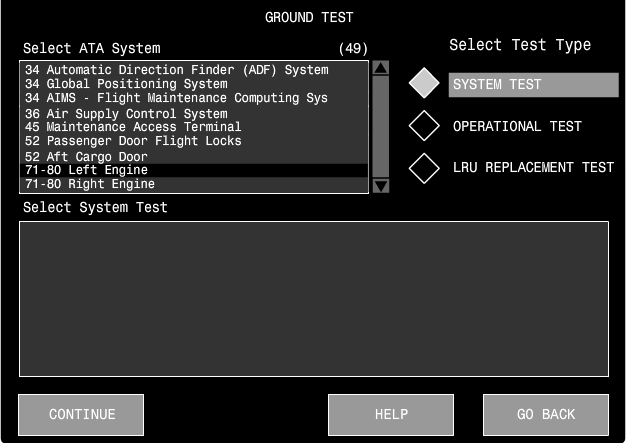 GROUND TEST
Select ATA System (49)
34 Automatic Direction Finder (ADF) System
34 Global Positioning System
34 AIMS - Flight Maintenance Computing Sys
36 Air Supply Control System
45 Maintenance Access Terminal
52 Passenger Door Flight Locks
52 Aft Cargo Door
71-80 Left Engine
71-80 Right Engine
Select Test Type
SYSTEM TEST
OPERATIONAL TEST
LRU REPLACEMENT TEST
Select System Test
CONTINUE
HELP
GO BACK